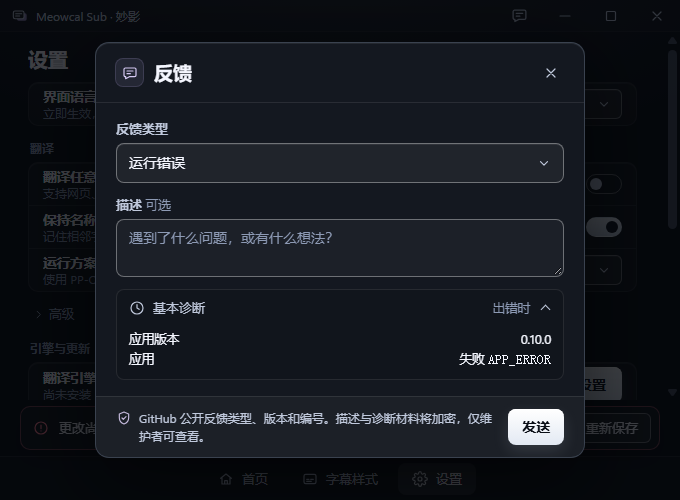 Meowcal Sub · 妙影
设置
反馈
界面语言
立即生效，
反馈类型
运行错误
翻译
翻译任意
支持网页、
描述 可选
遇到了什么问题，或有什么想法？
保持名称
记住相邻字
运行方案
使用 PP-O
基本诊断
出错时
高级
应用版本
0.10.0
应用
失败 APP_ERROR
引擎与更新
翻译引擎
尚未安装
设置
GitHub 公开反馈类型、版本和编号。描述与诊断材料将加密，仅维
护者可查看。
发送
更改尚
重新保存
首页
字幕样式
设置